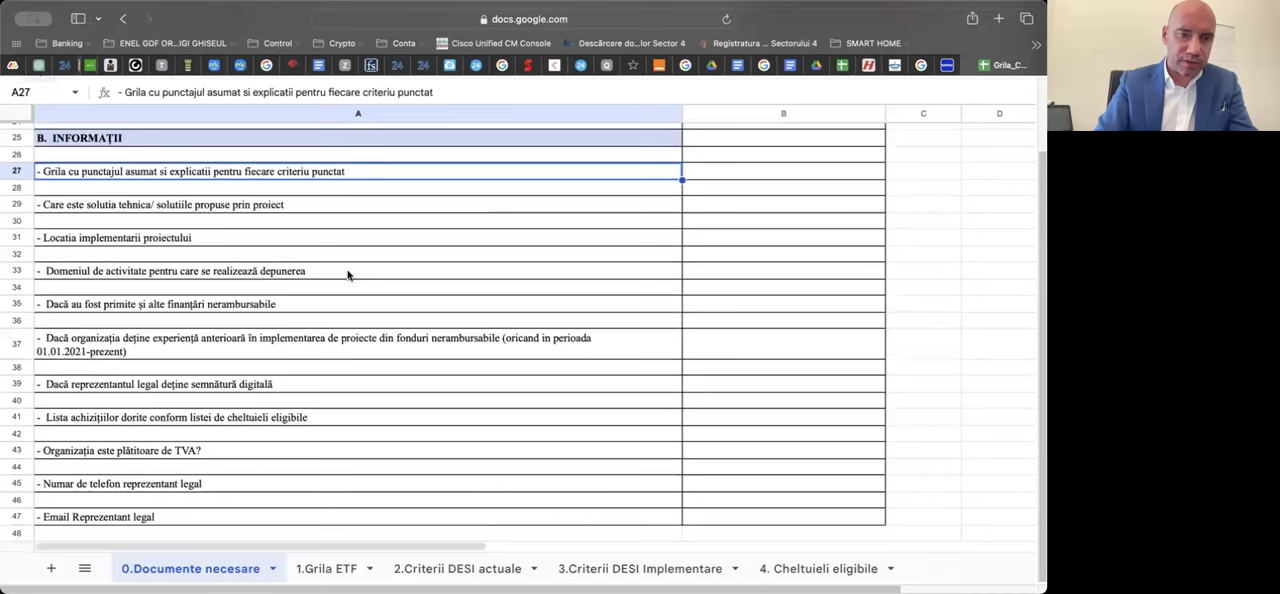 docs.google.com
Banking
ENEL GDF OR...IGI GHISEUL
Control
Crypto
Conta
Cisco Unified CM Console
Descărcare do...lor Sector 4
Registratura ... Sectorului 4
SMART HOME
24
24
24
Grila_C...
A27
fx
- Grila cu punctajul asumat si explicatii pentru fiecare criteriu punctat
A
B
C
D
25
B. INFORMAȚII
26
27
- Grila cu punctajul asumat si explicatii pentru fiecare criteriu punctat
28
29
- Care este solutia tehnica/ solutiile propuse prin proiect
30
31
- Locatia implementarii proiectului
32
33
- Domeniul de activitate pentru care se realizează depunerea
34
35
- Dacă au fost primite și alte finanțări nerambursabile
36
37
- Dacă organizația deține experiență anterioară în implementarea de proiecte din fonduri nerambursabile (oricand in perioada
01.01.2021-prezent)
38
39
- Dacă reprezentantul legal deține semnătură digitală
40
41
- Lista achizițiilor dorite conform listei de cheltuieli eligibile
42
43
- Organizația este plătitoare de TVA?
44
45
- Numar de telefon reprezentant legal
46
47
- Email Reprezentant legal
48
0.Documente necesare
1.Grila ETF
2.Criterii DESI actuale
3.Criterii DESI Implementare
4. Cheltuieli eligibile